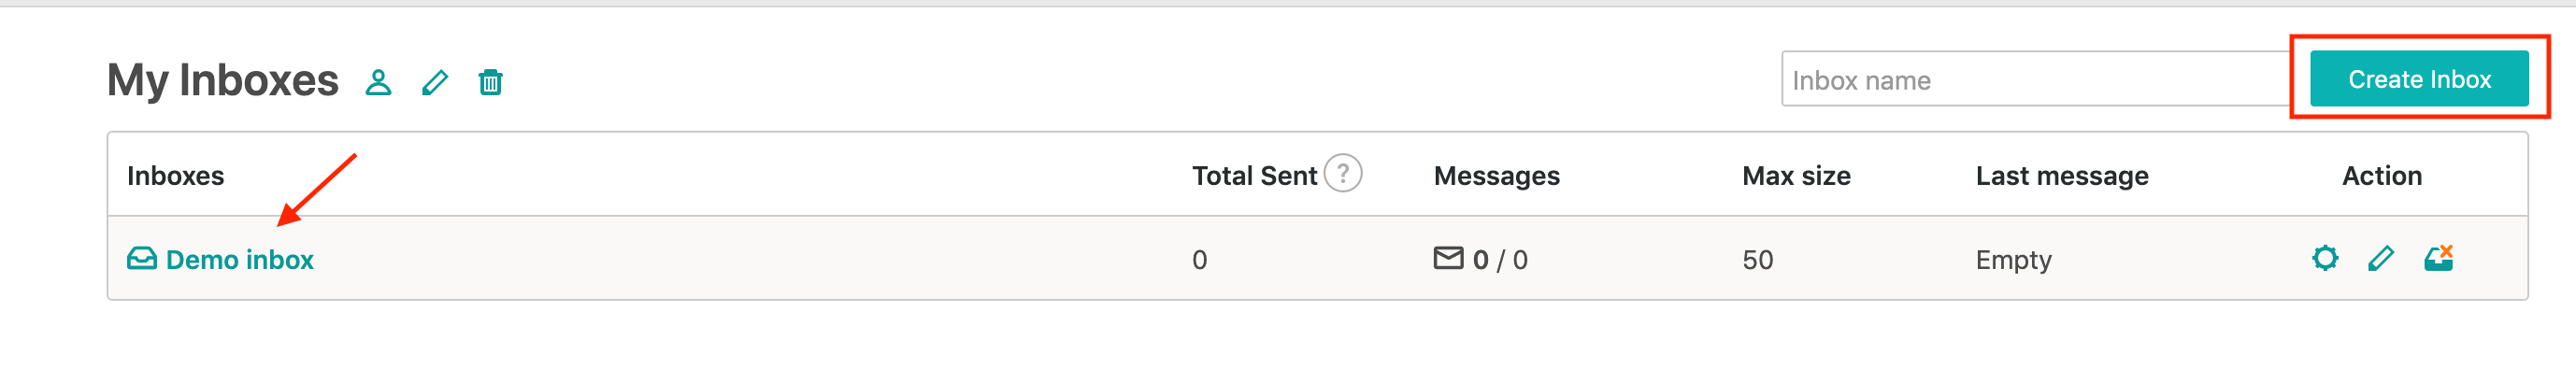 My Inboxes
Inbox name
Create Inbox
Inboxes Total Sent ? Messages Max size Last message Action
Demo inbox 0 0 / 0 50 Empty